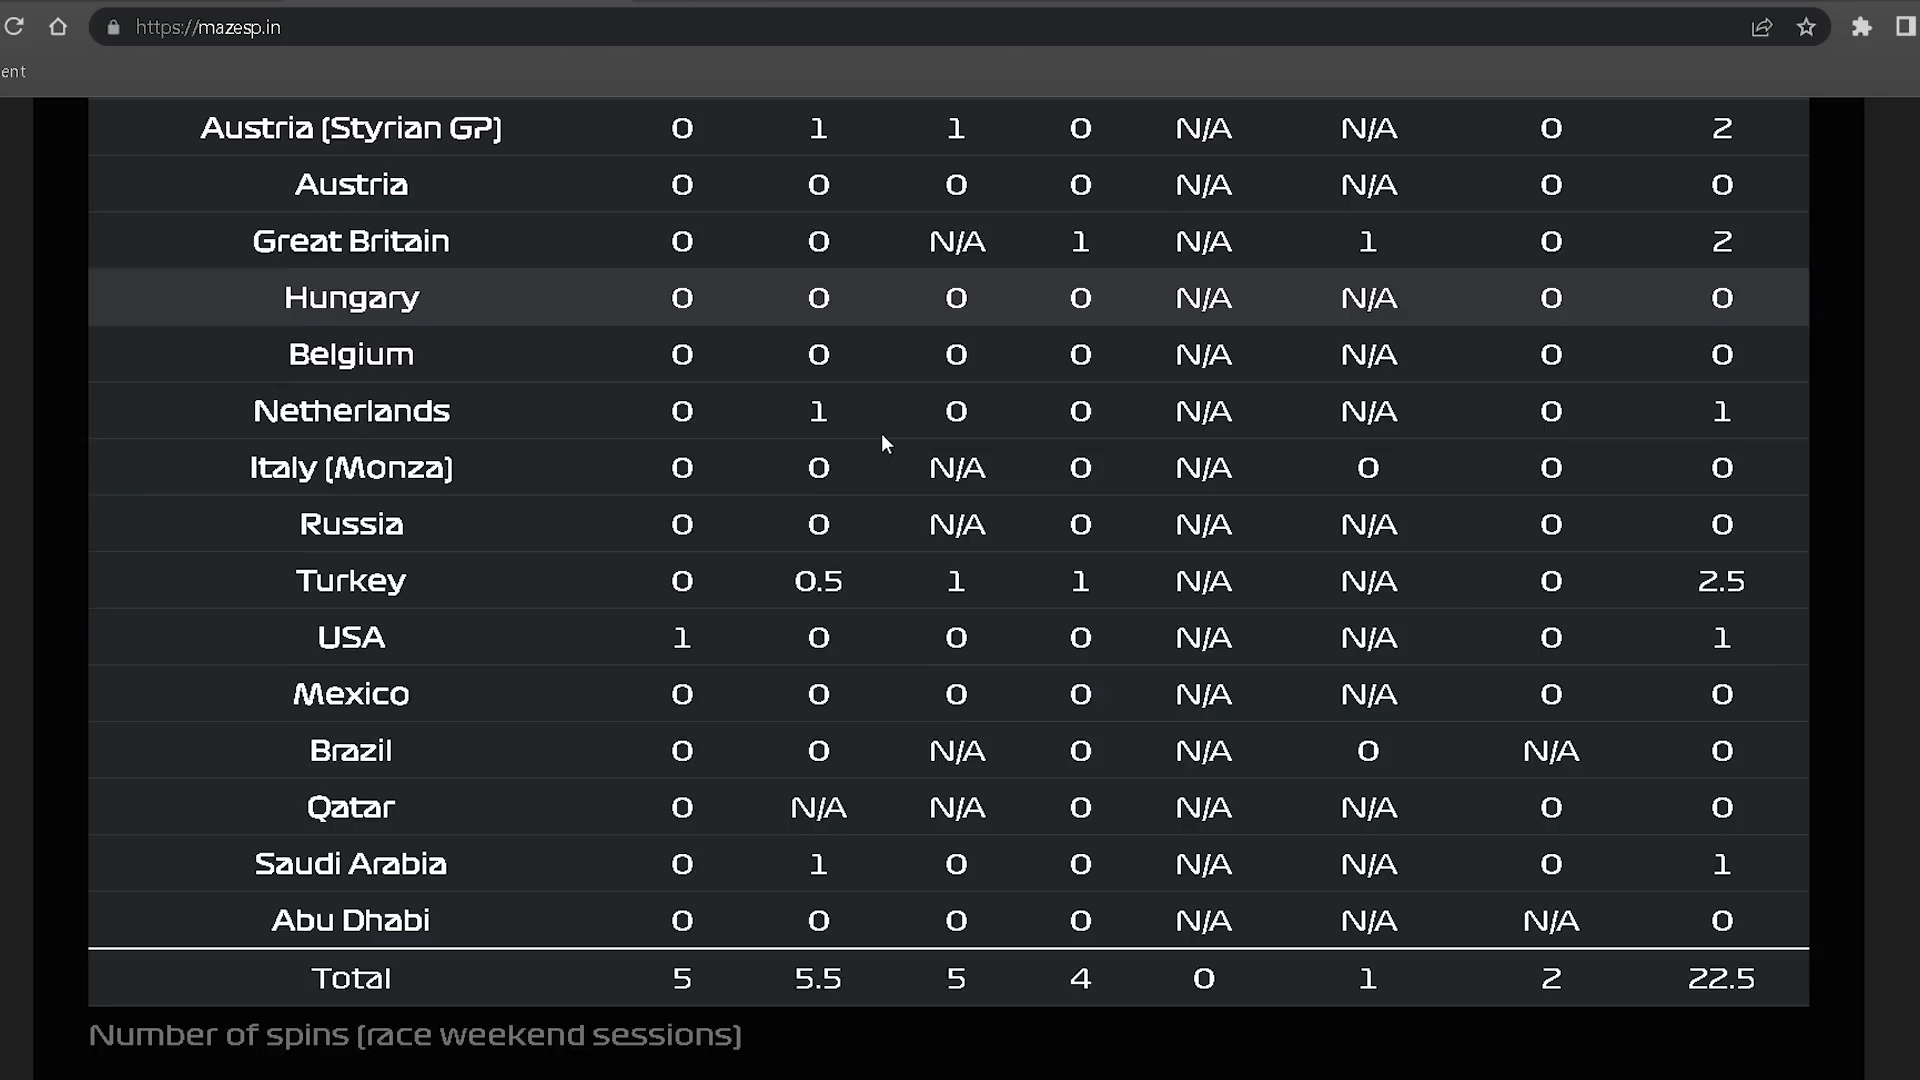 https://mazesp.in
ent
Austria (Styrian GP) 0 1 1 0 N/A N/A 0 2
Austria 0 0 0 0 N/A N/A 0 0
Great Britain 0 0 N/A 1 N/A 1 0 2
Hungary 0 0 0 0 N/A N/A 0 0
Belgium 0 0 0 0 N/A N/A 0 0
Netherlands 0 1 0 0 N/A N/A 0 1
Italy (Monza) 0 0 N/A 0 N/A 0 0 0
Russia 0 0 N/A 0 N/A N/A 0 0
Turkey 0 0.5 1 1 N/A N/A 0 2.5
USA 1 0 0 0 N/A N/A 0 1
Mexico 0 0 0 0 N/A N/A 0 0
Brazil 0 0 N/A 0 N/A 0 N/A 0
Qatar 0 N/A N/A 0 N/A N/A 0 0
Saudi Arabia 0 1 0 0 N/A N/A 0 1
Abu Dhabi 0 0 0 0 N/A N/A N/A 0
Total 5 5.5 5 4 0 1 2 22.5
Number of spins (race weekend sessions)